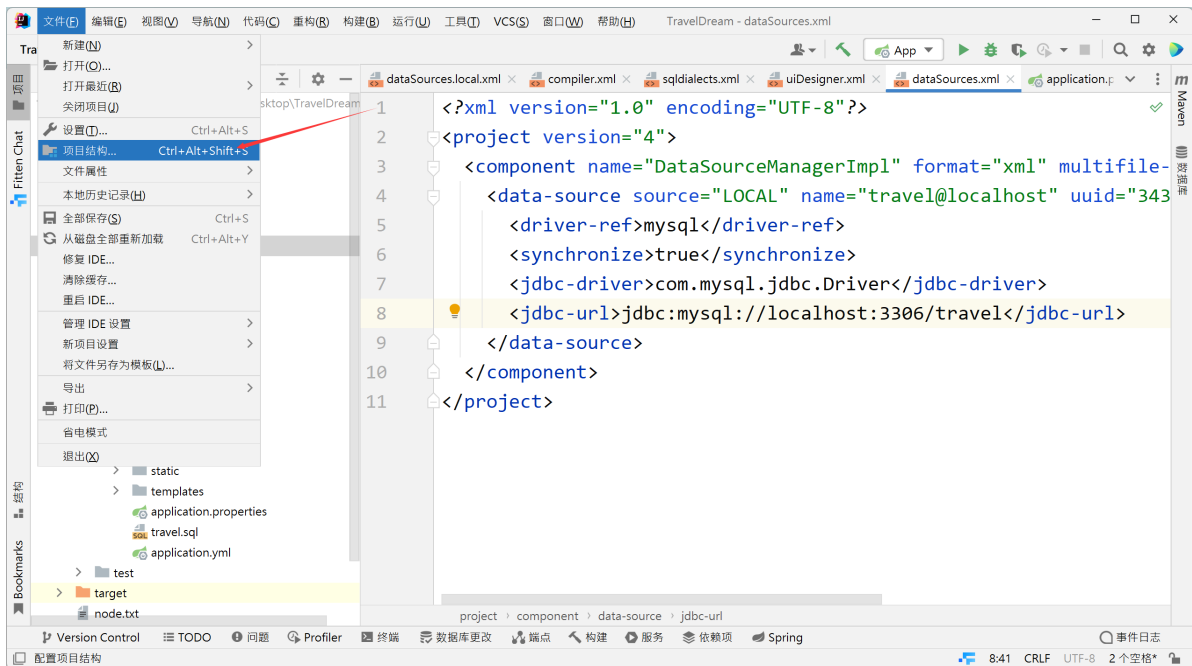 文件(F) 编辑(E) 视图(V) 导航(N) 代码(C) 重构(R) 构建(B) 运行(U) 工具(T) VCS(S) 窗口(W) 帮助(H) TravelDream - dataSources.xml
Tra
App
新建(N)
打开(O)...
打开最近(R)
关闭项目(J)
设置(T)... Ctrl+Alt+S
项目结构... Ctrl+Alt+Shift+S
文件属性
本地历史记录(H)
全部保存(S) Ctrl+S
从磁盘全部重新加载 Ctrl+Alt+Y
修复 IDE...
清除缓存...
重启 IDE...
管理 IDE 设置
新项目设置
将文件另存为模板(L)...
导出
打印(P)...
省电模式
退出(X)
项目
Fitten Chat
结构
Bookmarks
sktop\TravelDream
static
templates
application.properties
travel.sql
application.yml
test
target
node.txt
dataSources.local.xml compiler.xml sqldialects.xml uiDesigner.xml dataSources.xml application.p
1 <?xml version="1.0" encoding="UTF-8"?>
2 <project version="4">
3 <component name="DataSourceManagerImpl" format="xml" multifile-
4 <data-source source="LOCAL" name="travel@localhost" uuid="343
5 <driver-ref>mysql</driver-ref>
6 <synchronize>true</synchronize>
7 <jdbc-driver>com.mysql.jdbc.Driver</jdbc-driver>
8 <jdbc-url>jdbc:mysql://localhost:3306/travel</jdbc-url>
9 </data-source>
10 </component>
11 </project>
Maven
数据库
project › component › data-source › jdbc-url
Version Control TODO 问题 Profiler 终端 数据库更改 端点 构建 服务 依赖项 Spring 事件日志
配置项目结构 8:41 CRLF UTF-8 2 个空格*